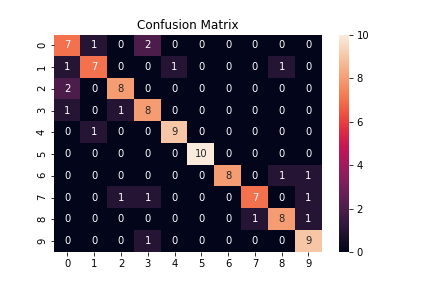 Confusion Matrix
0 7 1 0 2 0 0 0 0 0 0
1 1 7 0 0 1 0 0 0 1 0
2 2 0 8 0 0 0 0 0 0 0
3 1 0 1 8 0 0 0 0 0 0
4 0 1 0 0 9 0 0 0 0 0
5 0 0 0 0 0 10 0 0 0 0
6 0 0 0 0 0 0 8 0 1 1
7 0 0 1 1 0 0 0 7 0 1
8 0 0 0 0 0 0 0 1 8 1
9 0 0 0 1 0 0 0 0 0 9
0 1 2 3 4 5 6 7 8 9
10
8
6
4
2
0